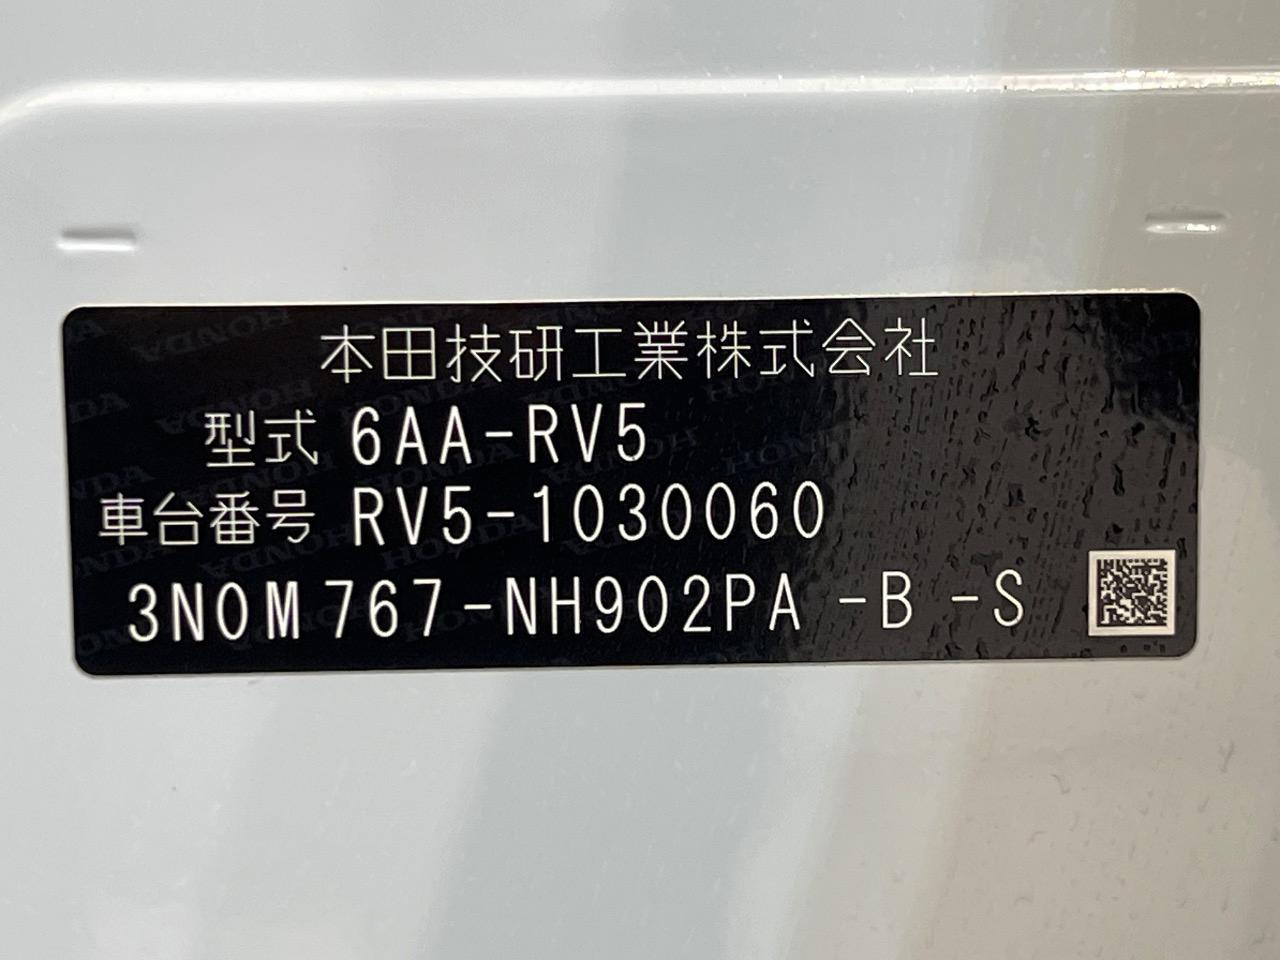 本田技研工業株式会社
型式 6AA-RV5
車台番号 RV5-1030060
3N0M767-NH902PA -B -S